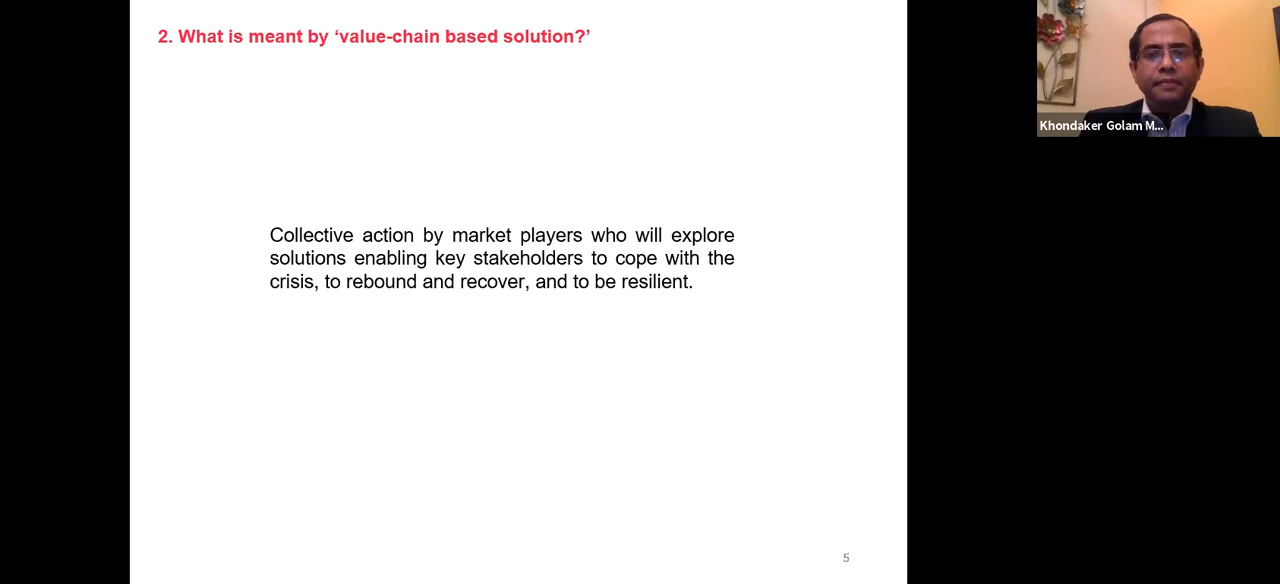 2. What is meant by ‘value-chain based solution?’
Collective action by market players who will explore
solutions enabling key stakeholders to cope with the
crisis, to rebound and recover, and to be resilient.
5
Khondaker Golam M...